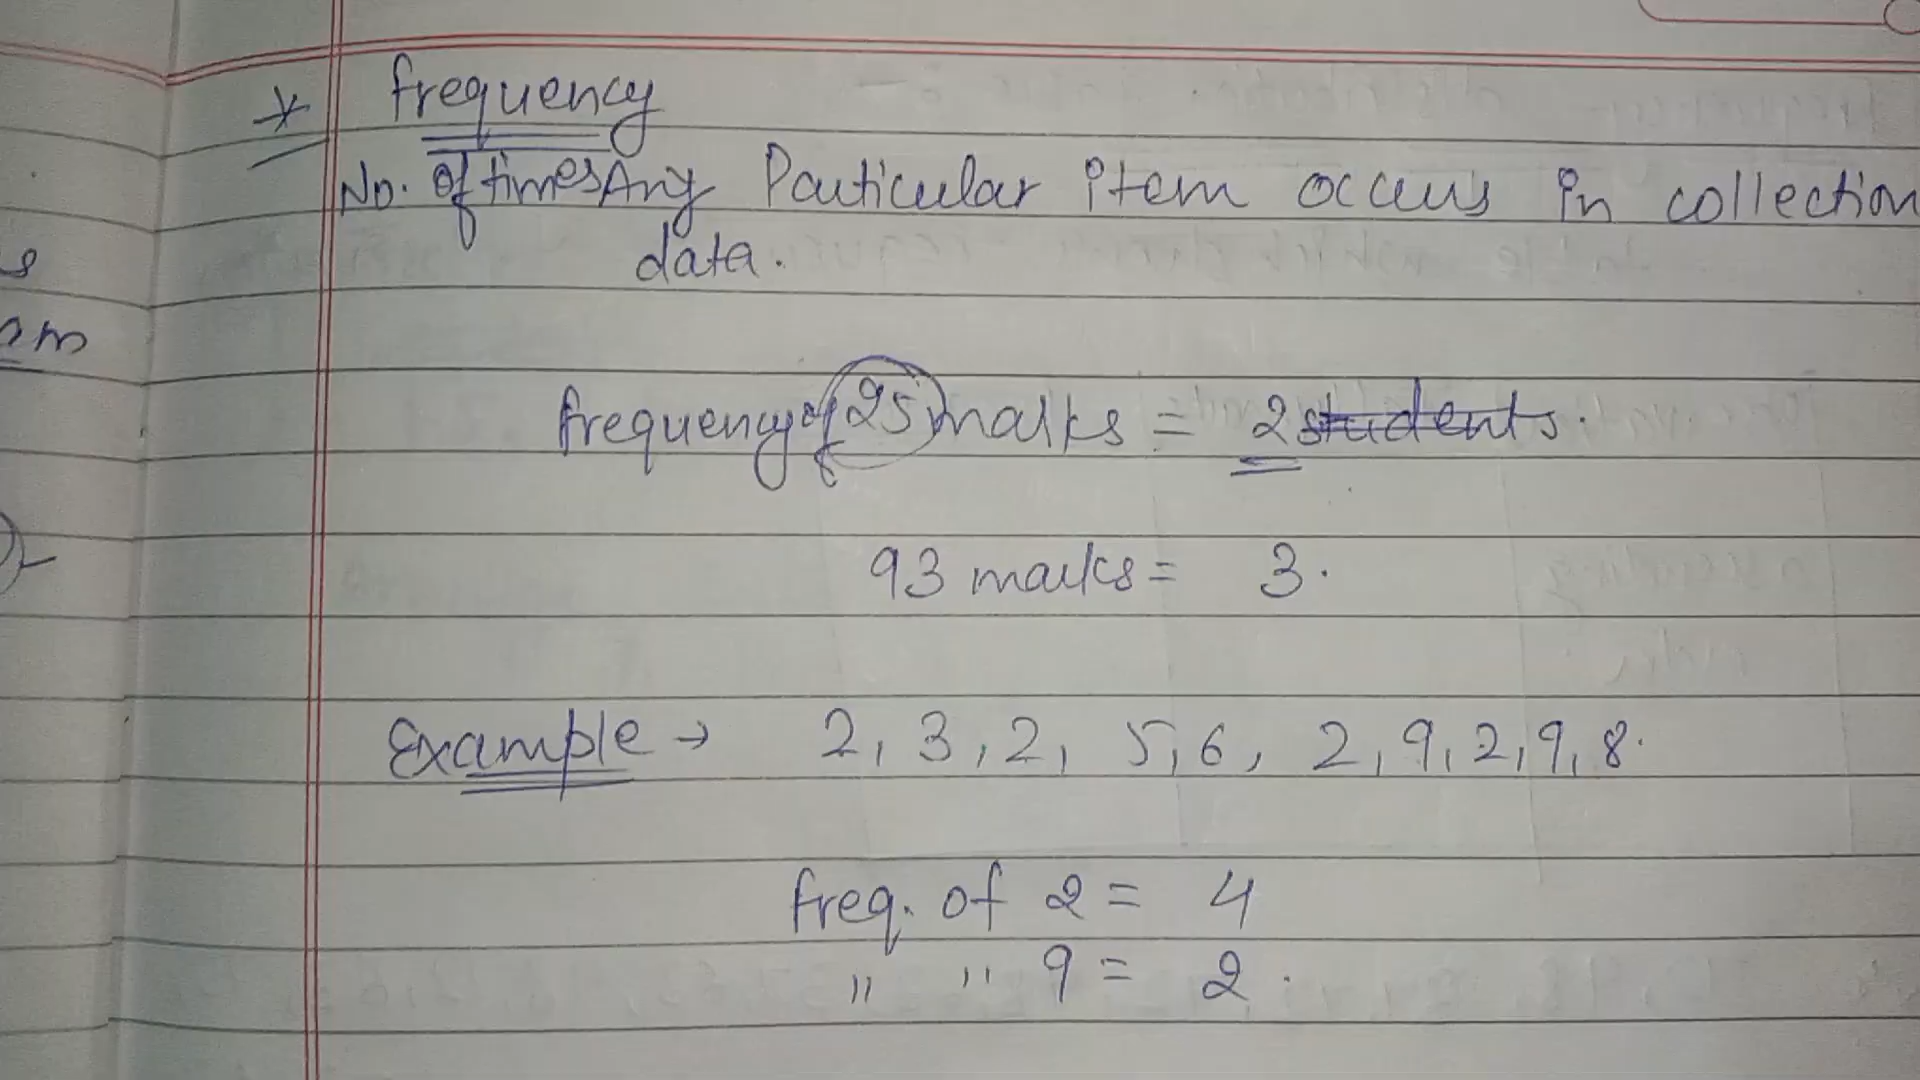 * frequency
No. of times Any Particular item occurs in collection
data.
frequency of 25 marks = 2 students.
93 marks = 3.
Example → 2, 3, 2, 5, 6, 2, 9, 2, 9, 8.
freq. of 2 = 4
" " 9 = 2.